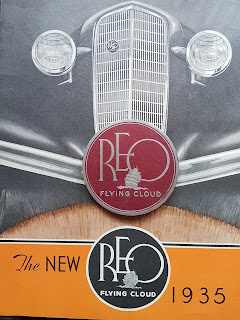 REO
FLYING CLOUD
The NEW
REO
FLYING CLOUD
1935